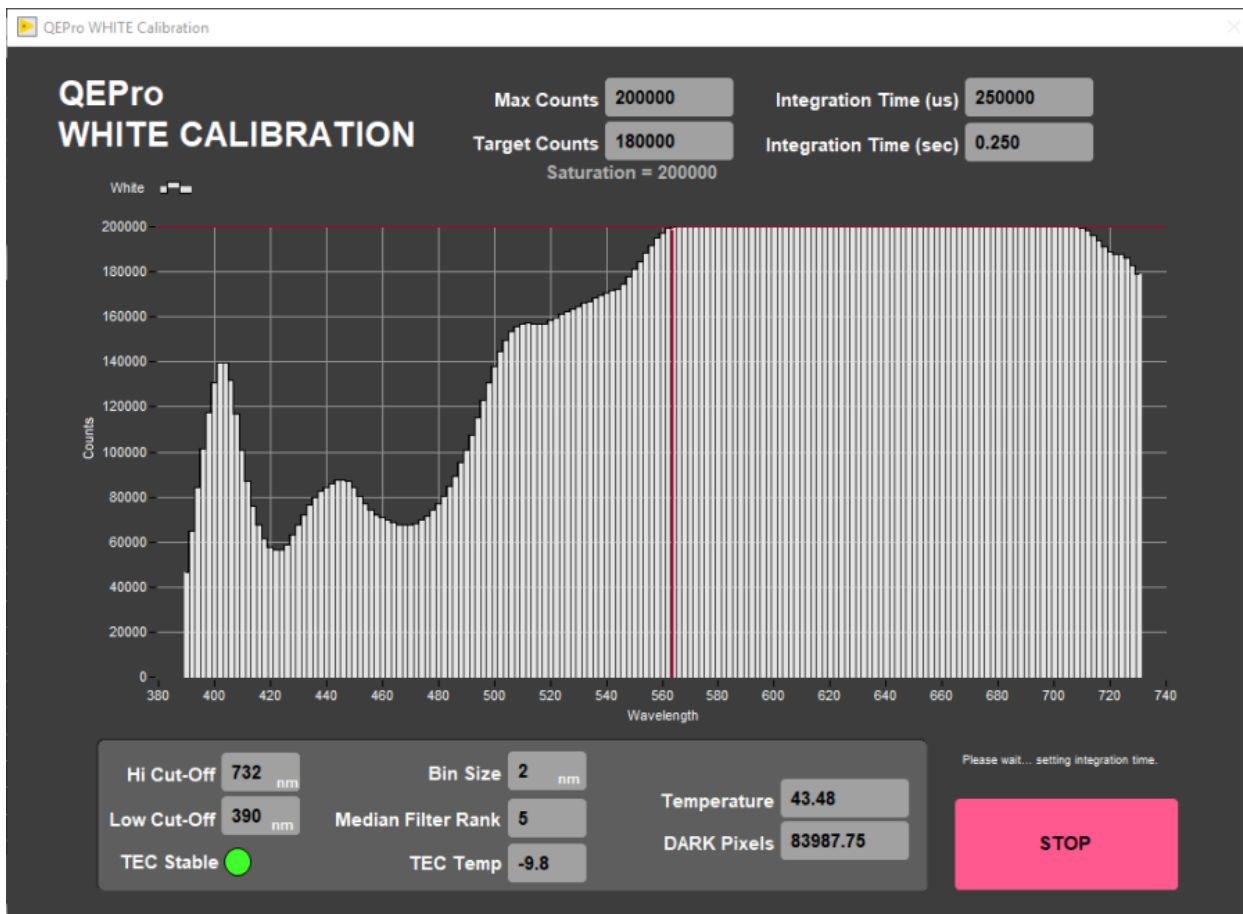 QEPro WHITE Calibration
QEPro
WHITE CALIBRATION
Max Counts 200000
Integration Time (us) 250000
Target Counts 180000
Integration Time (sec) 0.250
Saturation = 200000
White
200000
180000
160000
140000
120000
100000
80000
60000
40000
20000
0
Counts
380 400 420 440 460 480 500 520 540 560 580 600 620 640 660 680 700 720 740
Wavelength
Hi Cut-Off 732 nm
Low Cut-Off 390 nm
TEC Stable
Bin Size 2 nm
Median Filter Rank 5
TEC Temp -9.8
Temperature 43.48
DARK Pixels 83987.75
Please wait... setting integration time.
STOP